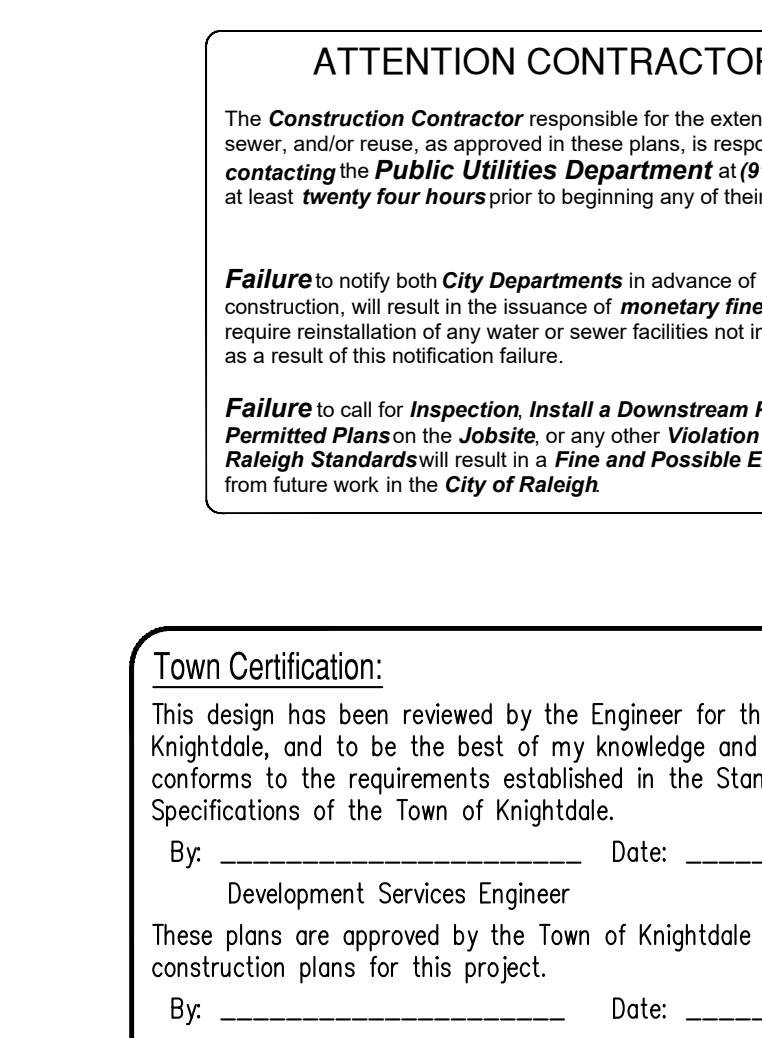 ATTENTION CONTRACTOR
The Construction Contractor responsible for the exten
sewer, and/or reuse, as approved in these plans, is respo
contacting the Public Utilities Department at (9
at least twenty four hours prior to beginning any of their
Failure to notify both City Departments in advance of
construction, will result in the issuance of monetary fine
require reinstallation of any water or sewer facilities not in
as a result of this notification failure.
Failure to call for Inspection, Install a Downstream P
Permitted Plans on the Jobsite, or any other Violation
Raleigh Standards will result in a Fine and Possible E
from future work in the City of Raleigh.
Town Certification:
This design has been reviewed by the Engineer for th
Knightdale, and to be the best of my knowledge and
conforms to the requirements established in the Stan
Specifications of the Town of Knightdale.
By: ______________________ Date: _____
Development Services Engineer
These plans are approved by the Town of Knightdale
construction plans for this project.
By: _____________________ Date: _____